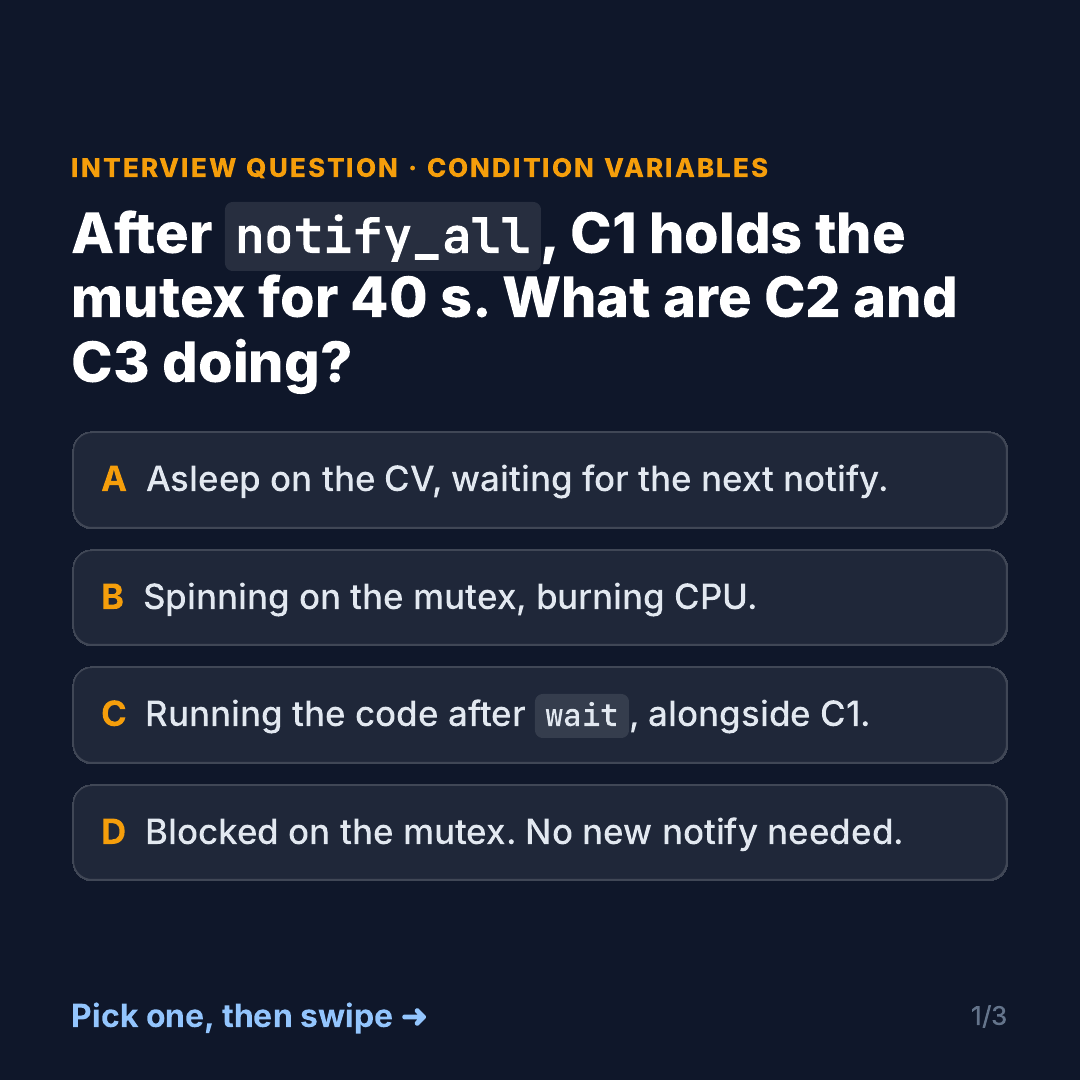 INTERVIEW QUESTION · CONDITION VARIABLES
After notify_all, C1 holds the
mutex for 40 s. What are C2 and
C3 doing?
A Asleep on the CV, waiting for the next notify.
B Spinning on the mutex, burning CPU.
C Running the code after wait, alongside C1.
D Blocked on the mutex. No new notify needed.
Pick one, then swipe ➜
1/3